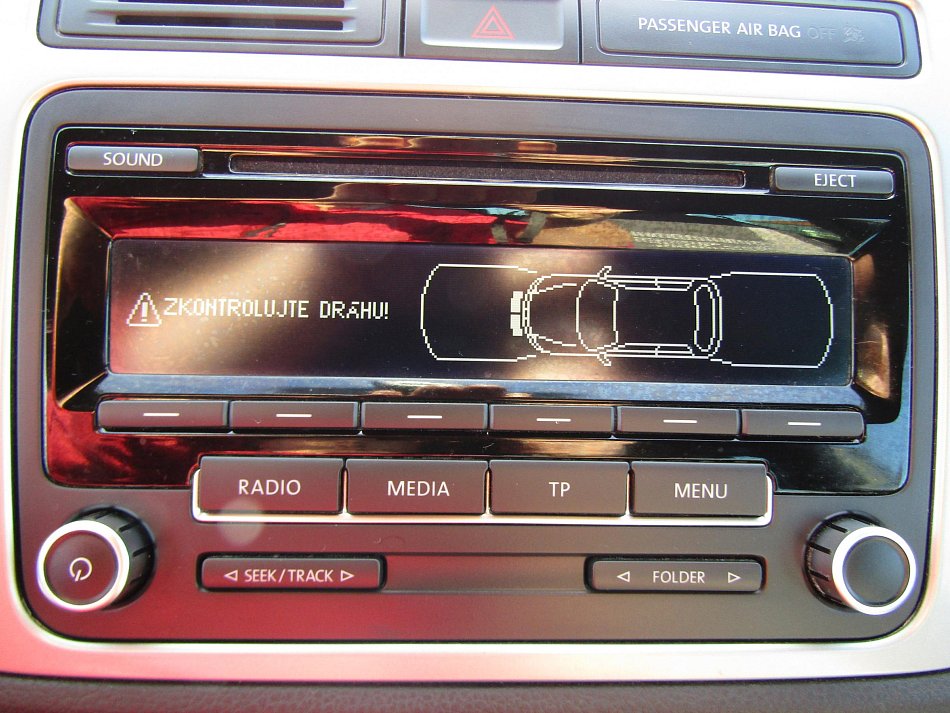 PASSENGER AIR BAG OFF
SOUND
EJECT
ZKONTROLUJTE DRÁHU!
RADIO
MEDIA
TP
MENU
SEEK/TRACK
FOLDER